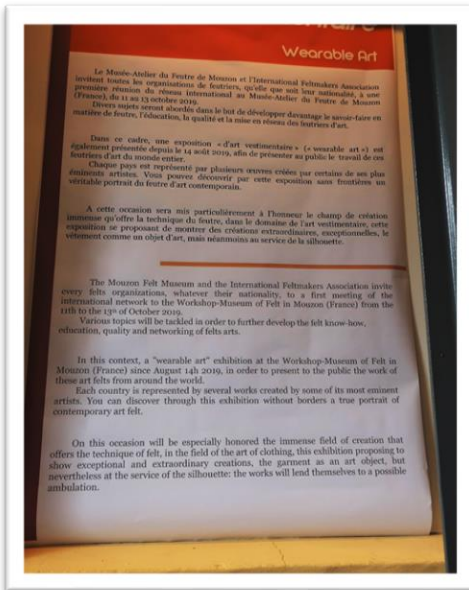 Wearable Art
Le Musée-Atelier du Feutre de Mouzon et l'International Feltmakers Association
invitent toutes les organisations de feutriers, qu'elle que soit leur nationalité, à une
première réunion du réseau international au Musée-Atelier du Feutre de Mouzon
(France), du 11 au 13 octobre 2019.
Divers sujets seront abordés dans le but de développer davantage le savoir-faire en
matière de feutre, l'éducation, la qualité et la mise en réseau des feutriers d'art.
Dans ce cadre, une exposition « d'art vestimentaire » (« wearable art ») est
également présentée depuis le 14 août 2019, afin de présenter au public le travail de ces
feutriers d'art du monde entier.
Chaque pays est représenté par plusieurs œuvres créées par certains de ses plus
éminents artistes. Vous pouvez découvrir par cette exposition sans frontières un
véritable portrait du feutre d'art contemporain.
A cette occasion sera mis particulièrement à l'honneur le champ de création
immense qu'offre la technique du feutre, dans le domaine de l'art vestimentaire, cette
exposition se proposant de montrer des créations extraordinaires, exceptionnelles, le
vêtement comme un objet d'art, mais néanmoins au service de la silhouette.
The Mouzon Felt Museum and the International Feltmakers Association invite
every felts organizations, whatever their nationality, to a first meeting of the
international network to the Workshop-Museum of Felt in Mouzon (France) from the
11th to the 13th of October 2019.
Various topics will be tackled in order to further develop the felt know-how,
education, quality and networking of felts arts.
In this context, a "wearable art" exhibition at the Workshop-Museum of Felt in
Mouzon (France) since August 14h 2019, in order to present to the public the work of
these art felts from around the world.
Each country is represented by several works created by some of its most eminent
artists. You can discover through this exhibition without borders a true portrait of
contemporary art felt.
On this occasion will be especially honored the immense field of creation that
offers the technique of felt, in the field of the art of clothing, this exhibition proposing to
show exceptional and extraordinary creations, the garment as an art object, but
nevertheless at the service of the silhouette: the works will lend themselves to a possible
ambulation.